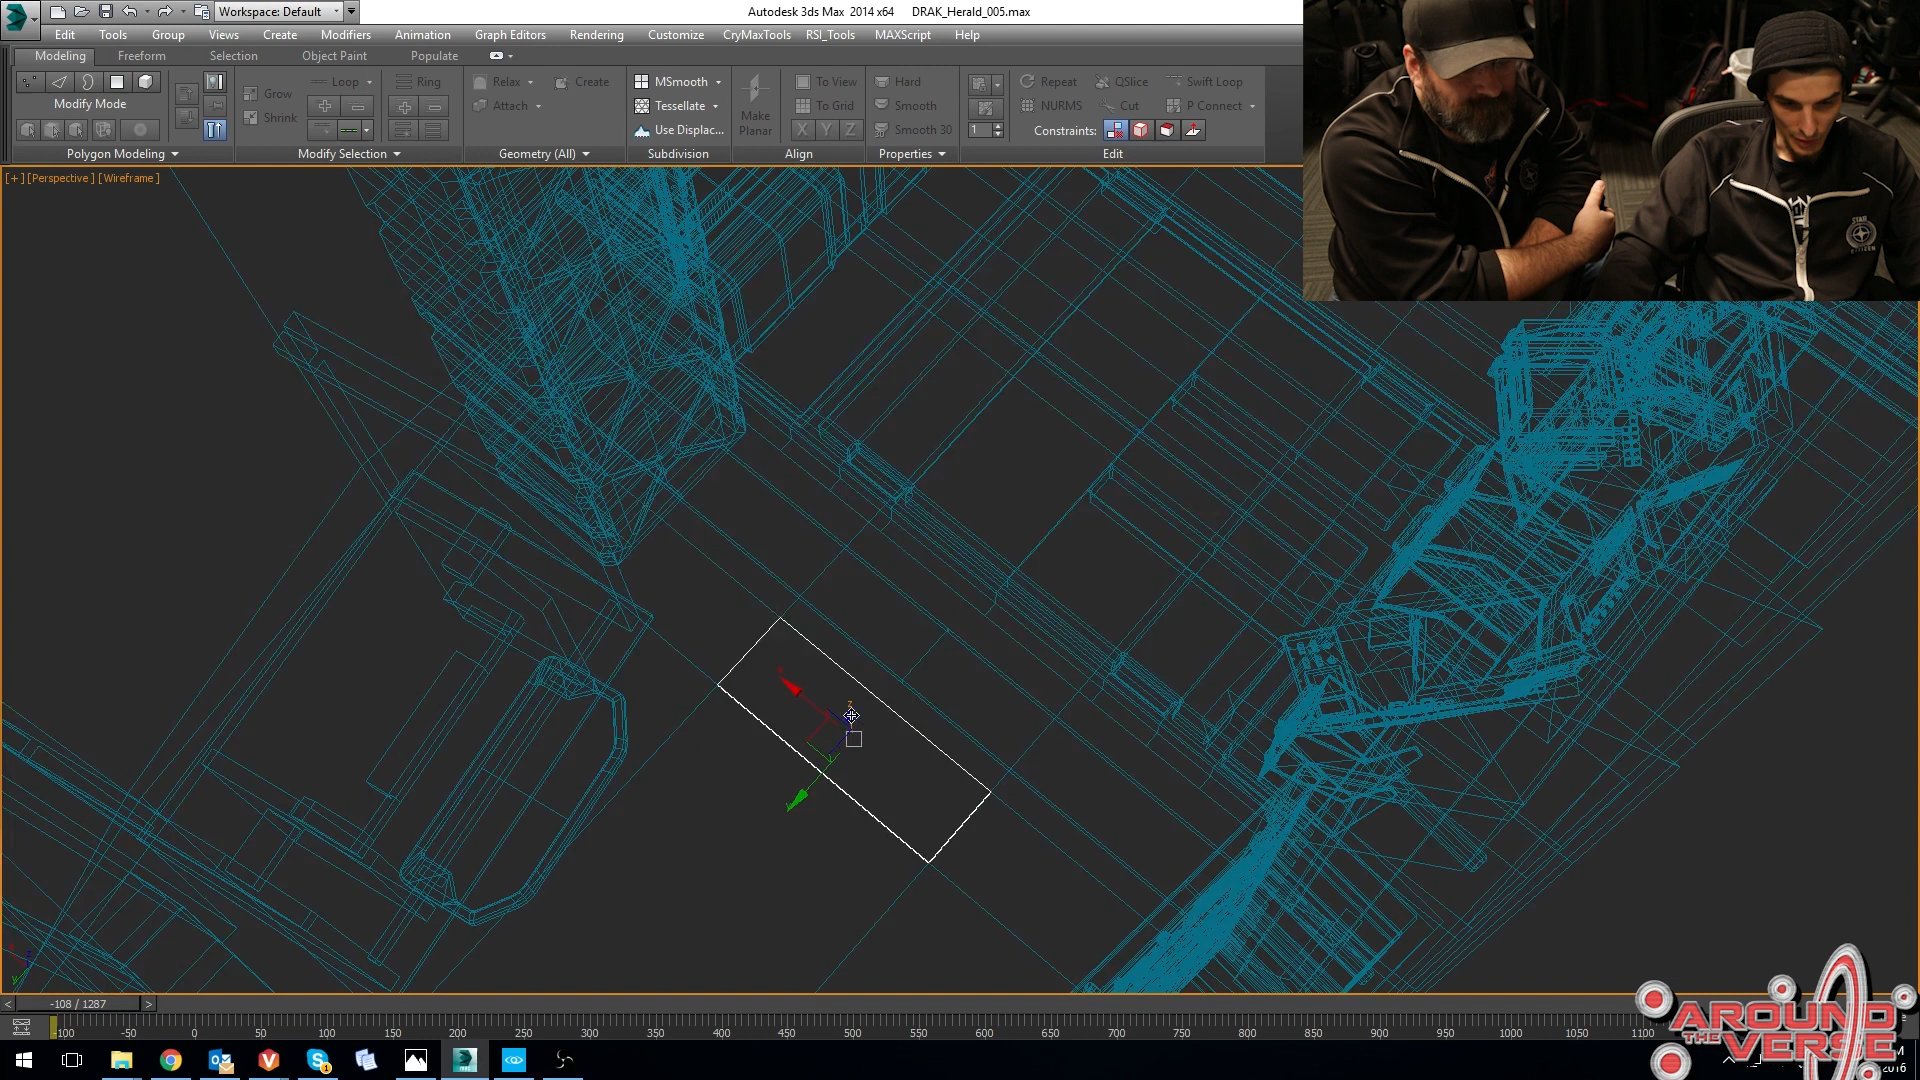 Workspace: Default
Autodesk 3ds Max 2014 x64 DRAK_Herald_005.max
Edit Tools Group Views Create Modifiers Animation Graph Editors Rendering Customize CryMaxTools RSI_Tools MAXScript Help
Modeling Freeform Selection Object Paint Populate
Loop Ring Relax Create MSmooth To View Hard Repeat QSlice Swift Loop
Modify Mode Grow Attach Tessellate To Grid Smooth NURMS Cut P Connect
Shrink Make Planar
Use Displac... X Y Z Smooth 30 1 Constraints:
Polygon Modeling Modify Selection Geometry (All) Subdivision Align Properties Edit
[+] [Perspective] [Wireframe]
STAR CITIZEN
< -108 / 1287 >
-100 -50 0 50 100 150 200 250 300 350 400 450 500 550 600 650 700 750 800 850 900 950 1000 1050 1100
AROUND
THE VERSE